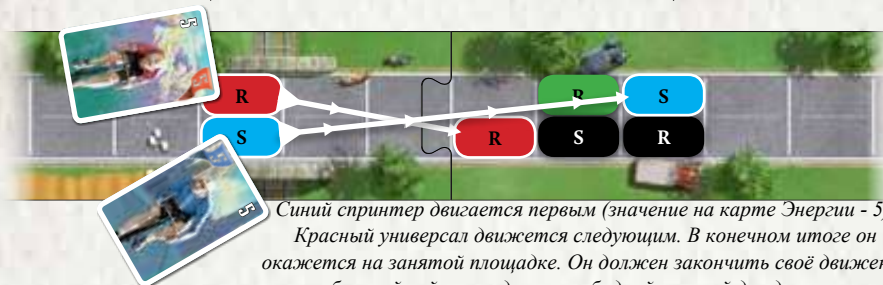 5
R
R
S
S
R
S
R
5
Синий спринтер двигается первым (значение на карте Энергии - 5
Красный универсал движется следующим. В конечном итоге он
окажется на занятой площадке. Он должен закончить своё движен